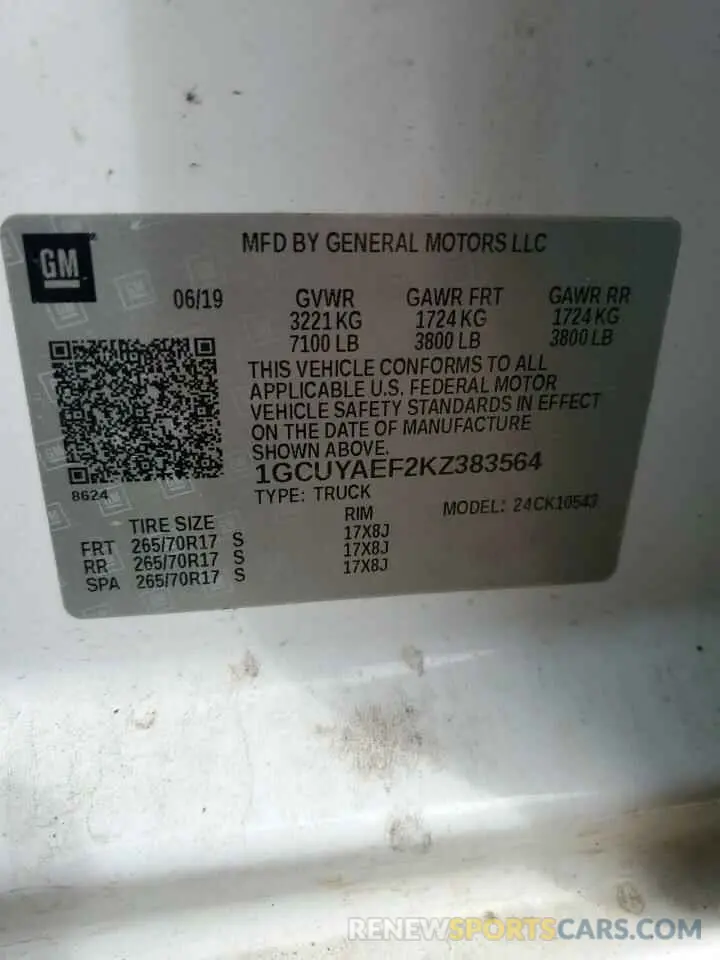 MFD BY GENERAL MOTORS LLC
GM
06/19 GVWR GAWR FRT GAWR RR
3221 KG 1724 KG 1724 KG
7100 LB 3800 LB 3800 LB
THIS VEHICLE CONFORMS TO ALL
APPLICABLE U.S. FEDERAL MOTOR
VEHICLE SAFETY STANDARDS IN EFFECT
ON THE DATE OF MANUFACTURE
SHOWN ABOVE.
1GCUYAEF2KZ383564
8624 TYPE: TRUCK MODEL: 24CK10543
TIRE SIZE RIM
FRT 265/70R17 S 17X8J
RR 265/70R17 S 17X8J
SPA 265/70R17 S 17X8J
RENEWSPORTSCARS.COM